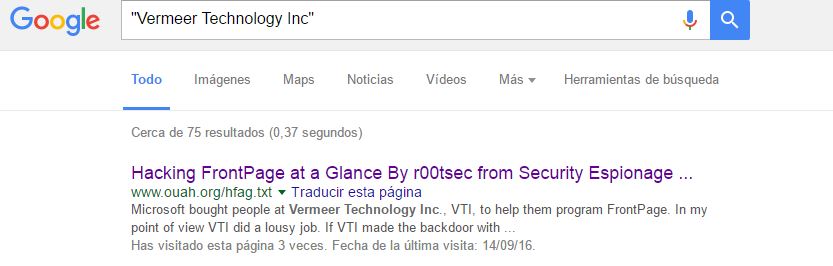 Google "Vermeer Technology Inc"
Todo Imágenes Maps Noticias Vídeos Más Herramientas de búsqueda
Cerca de 75 resultados (0,37 segundos)
Hacking FrontPage at a Glance By r00tsec from Security Espionage ...
www.ouah.org/hfag.txt Traducir esta página
Microsoft bought people at Vermeer Technology Inc., VTI, to help them program FrontPage. In my
point of view VTI did a lousy job. If VTI made the backdoor with ...
Has visitado esta página 3 veces. Fecha de la última visita: 14/09/16.